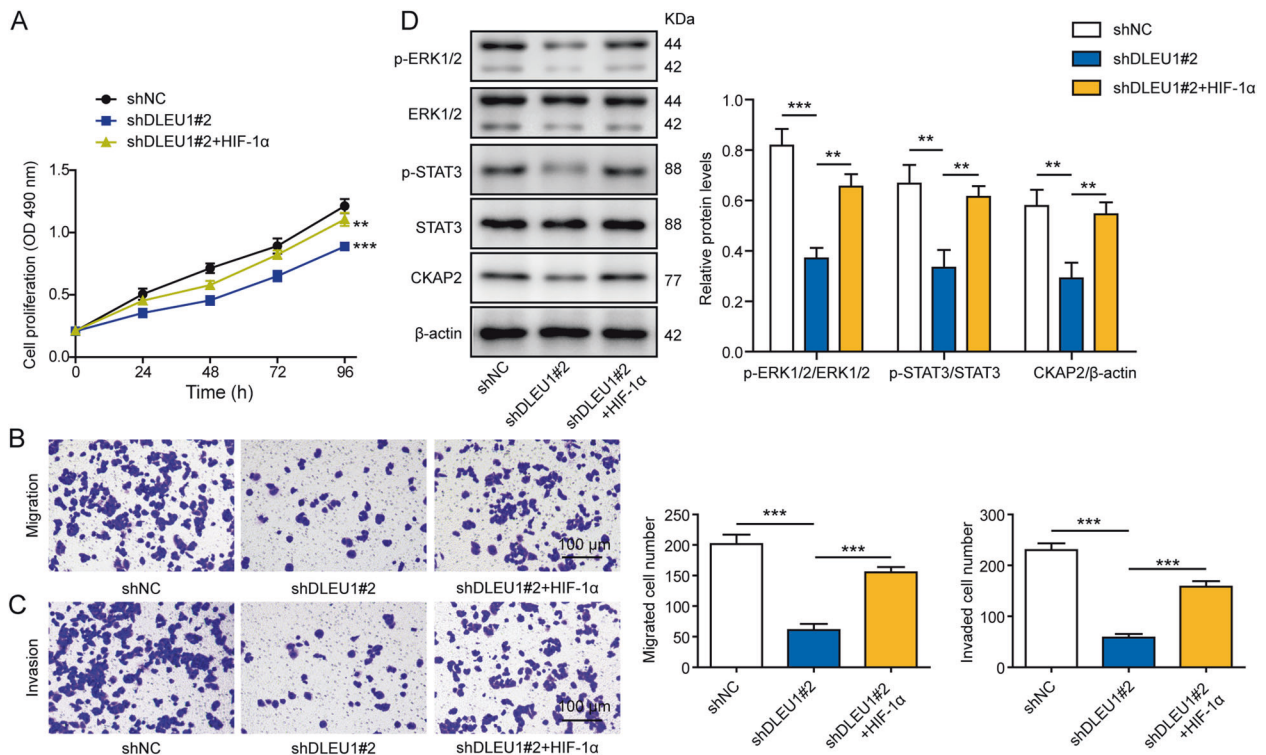 A
shNC
shDLEU1#2
shDLEU1#2+HIF-1α
Cell proliferation (OD 490 nm)
1.5
1.0
0.5
0.0
0
24
48
72
96
**
***
Time (h)
D
KDa
p-ERK1/2
44
42
ERK1/2
44
42
p-STAT3
88
STAT3
88
CKAP2
77
β-actin
42
shNC
shDLEU1#2
shDLEU1#2
+HIF-1α
shNC
shDLEU1#2
shDLEU1#2+HIF-1α
Relative protein levels
0.8
0.6
0.4
0.6
0.0
***
**
**
**
**
**
p-ERK1/2/ERK1/2
p-STAT3/STAT3
CKAP2/β-actin
B
Migration
100 μm
shNC
shDLEU1#2
shDLEU1#2+HIF-1α
C
Invasion
100 μm
shNC
shDLEU1#2
shDLEU1#2+HIF-1α
Migrated cell number
250
200
150
100
50
0
***
***
shNC
shDLEU1#2
shDLEU1#2
+HIF-1α
Invaded cell number
300
200
100
0
***
***
shNC
shDLEU1#2
shDLEU1#2
+HIF-1α